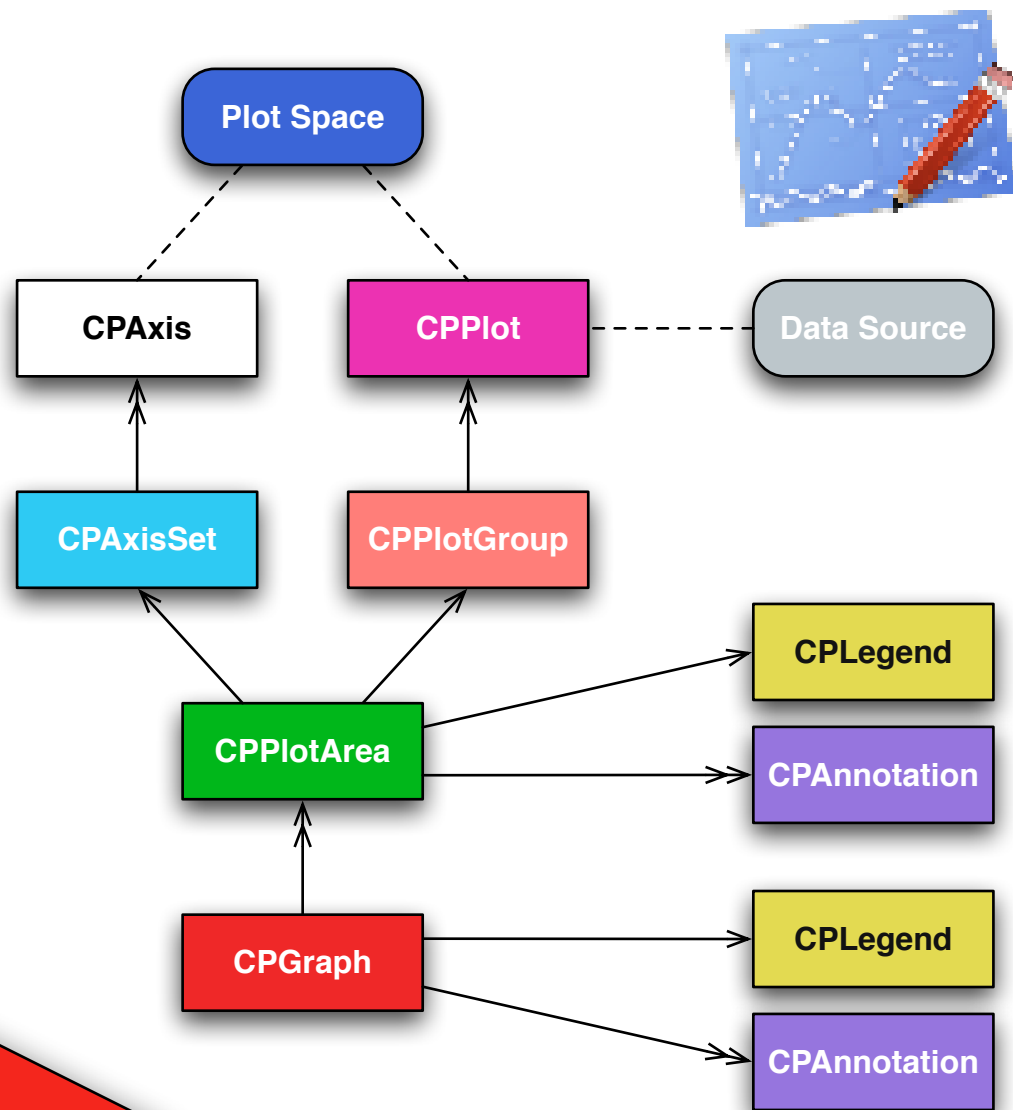 Plot Space
CPAxis
CPPlot
Data Source
CPAxisSet
CPPlotGroup
CPLegend
CPPlotArea
CPAnnotation
CPLegend
CPGraph
CPAnnotation